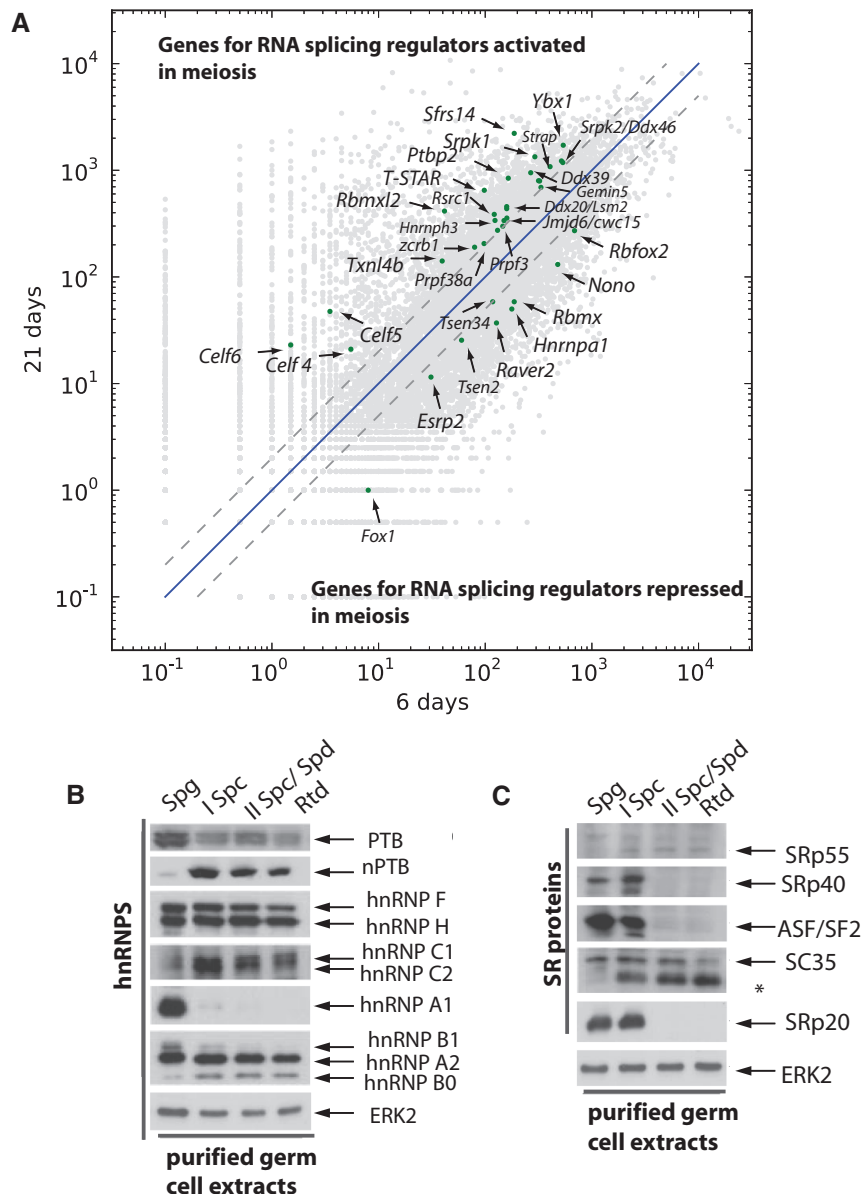 A
Genes for RNA splicing regulators activated
in meiosis
Genes for RNA splicing regulators repressed
in meiosis
21 days
10^4
10^3
10^2
10^1
10^0
10^-1
10^-1
10^0
10^1
10^2
10^3
10^4
6 days
Sfrs14
Ybx1
Srpk1
Strap
Srpk2/Ddx46
Ptbp2
Ddx39
T-STAR
Gemin5
Rbmxl2
Rsrc1
Ddx20/Lsm2
Hnrnph3
Jmjd6/cwc15
zcrb1
Rbfox2
Txnl4b
Prpf38a
Prpf3
Nono
Celf5
Tsen34
Rbmx
Celf6
Celf 4
Hnrnpa1
Raver2
Tsen2
Esrp2
Fox1
B
Spg
I Spc
II Spc/ Spd
Rtd
hnRNPS
PTB
nPTB
hnRNP F
hnRNP H
hnRNP C1
hnRNP C2
hnRNP A1
hnRNP B1
hnRNP A2
hnRNP B0
ERK2
purified germ
cell extracts
C
Spg
I Spc
II Spc/Spd
Rtd
SR proteins
SRp55
SRp40
ASF/SF2
SC35
*
SRp20
ERK2
purified germ
cell extracts